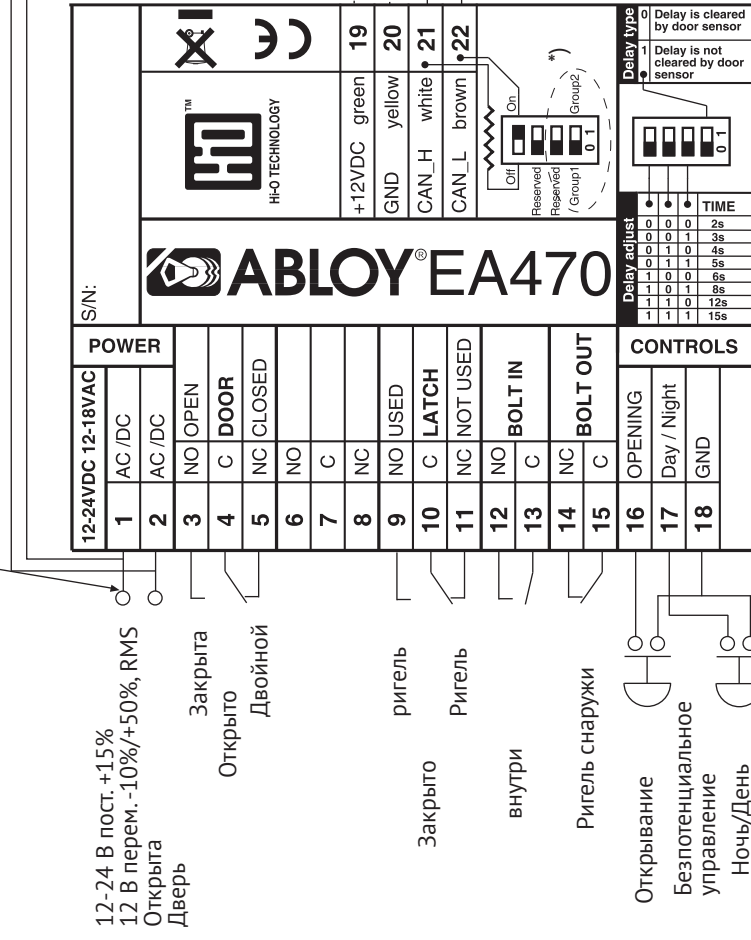 19
20
21
22
+12VDC green
GND yellow
CAN_H white
CAN_L brown
HiO
TM
Hi-O TECHNOLOGY
CE
*)
On
Off
Reserved
Reserved
/ Group1
Group2
0 1
Delay type
0 Delay is cleared
by door sensor
1 Delay is not
cleared by door
sensor
0 1
Delay adjust
TIME
0 0 0 2s
0 0 1 3s
0 1 0 4s
0 1 1 5s
1 0 0 6s
1 0 1 8s
1 1 0 12s
1 1 1 15s
S/N:
ABLOY® EA470
POWER
CONTROLS
12-24VDC 12-18VAC
1 AC /DC
2 AC /DC
3 NO OPEN
4 C DOOR
5 NC CLOSED
6 NO
7 C
8 NC
9 NO USED
10 C LATCH
11 NC NOT USED
12 NO
13 C
BOLT IN
14 NC
15 C
BOLT OUT
16 OPENING
17 Day / Night
18 GND
12-24 В пост. +15%
12 В перем. -10%/+50%, RMS
Открыта
Дверь
Закрыта
Открыто
Двойной
ригель
Закрыто
Ригель
внутри
Ригель снаружи
Открывание
Безпотенциальное
управление
Ночь/День